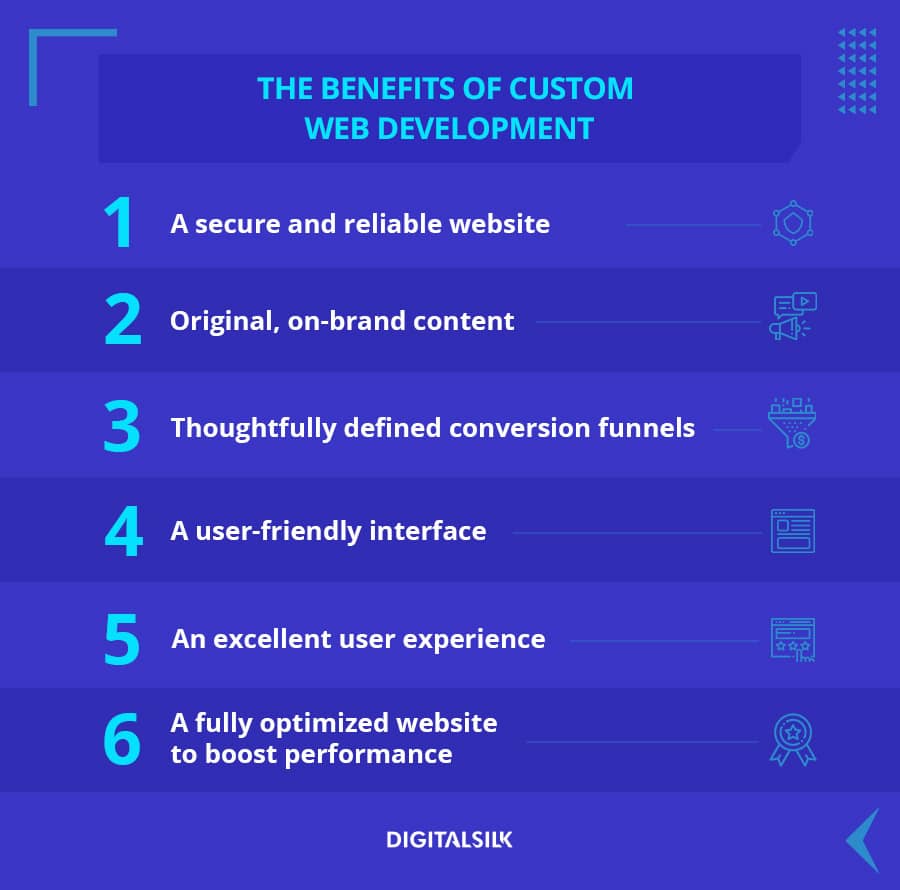 THE BENEFITS OF CUSTOM
WEB DEVELOPMENT
1 A secure and reliable website
2 Original, on-brand content
3 Thoughtfully defined conversion funnels
4 A user-friendly interface
5 An excellent user experience
6 A fully optimized website
to boost performance
DIGITALSILK